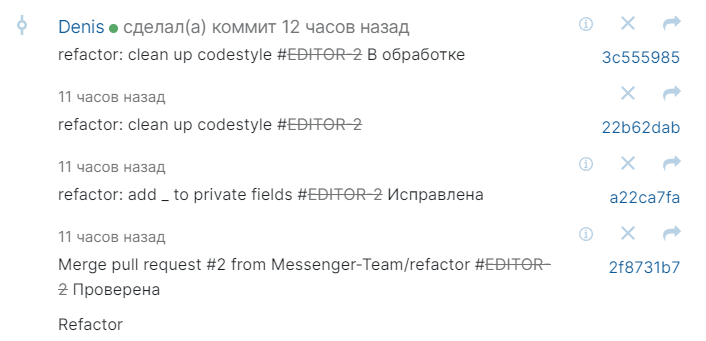 Denis сделал(а) коммит 12 часов назад
refactor: clean up codestyle #EDITOR-2 В обработке
3c555985
11 часов назад
refactor: clean up codestyle #EDITOR-2
22b62dab
11 часов назад
refactor: add _ to private fields #EDITOR-2 Исправлена
a22ca7fa
11 часов назад
Merge pull request #2 from Messenger-Team/refactor #EDITOR-
2 Проверена
2f8731b7
Refactor